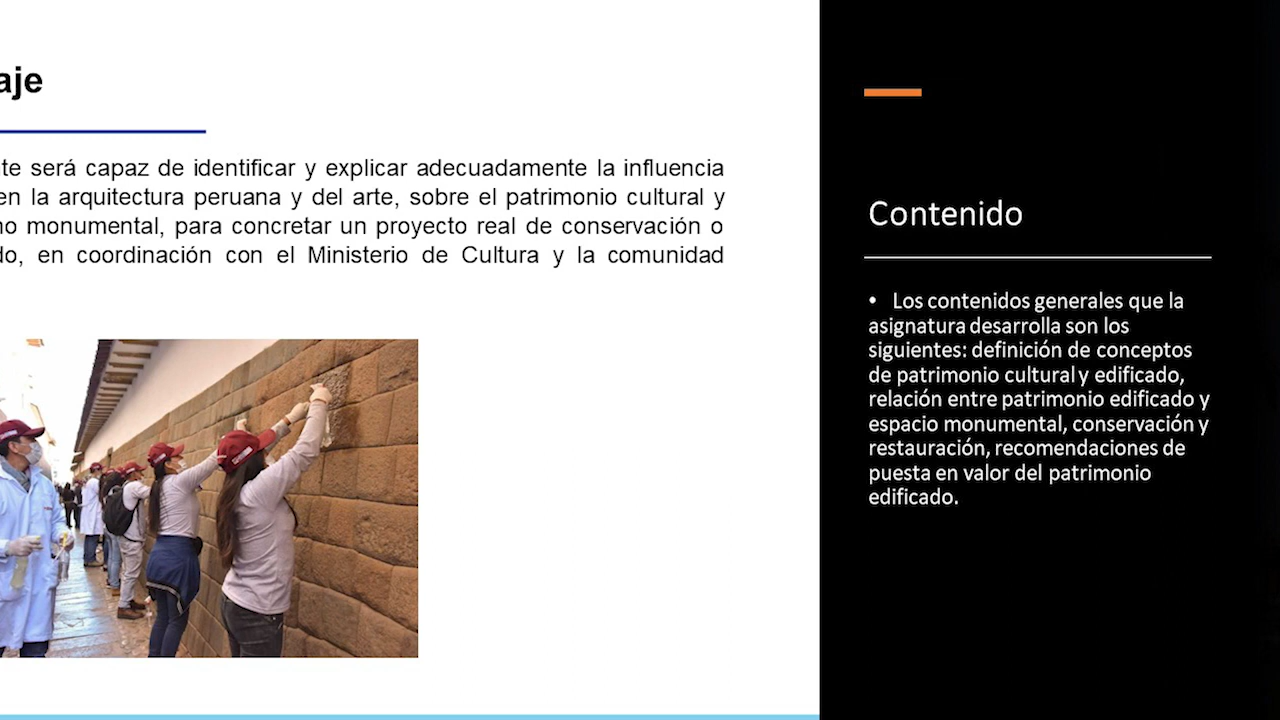 aje
te será capaz de identificar y explicar adecuadamente la influencia
en la arquitectura peruana y del arte, sobre el patrimonio cultural y
no monumental, para concretar un proyecto real de conservación o
do, en coordinación con el Ministerio de Cultura y la comunidad
Contenido
• Los contenidos generales que la
asignatura desarrolla son los
siguientes: definición de conceptos
de patrimonio cultural y edificado,
relación entre patrimonio edificado y
espacio monumental, conservación y
restauración, recomendaciones de
puesta en valor del patrimonio
edificado.